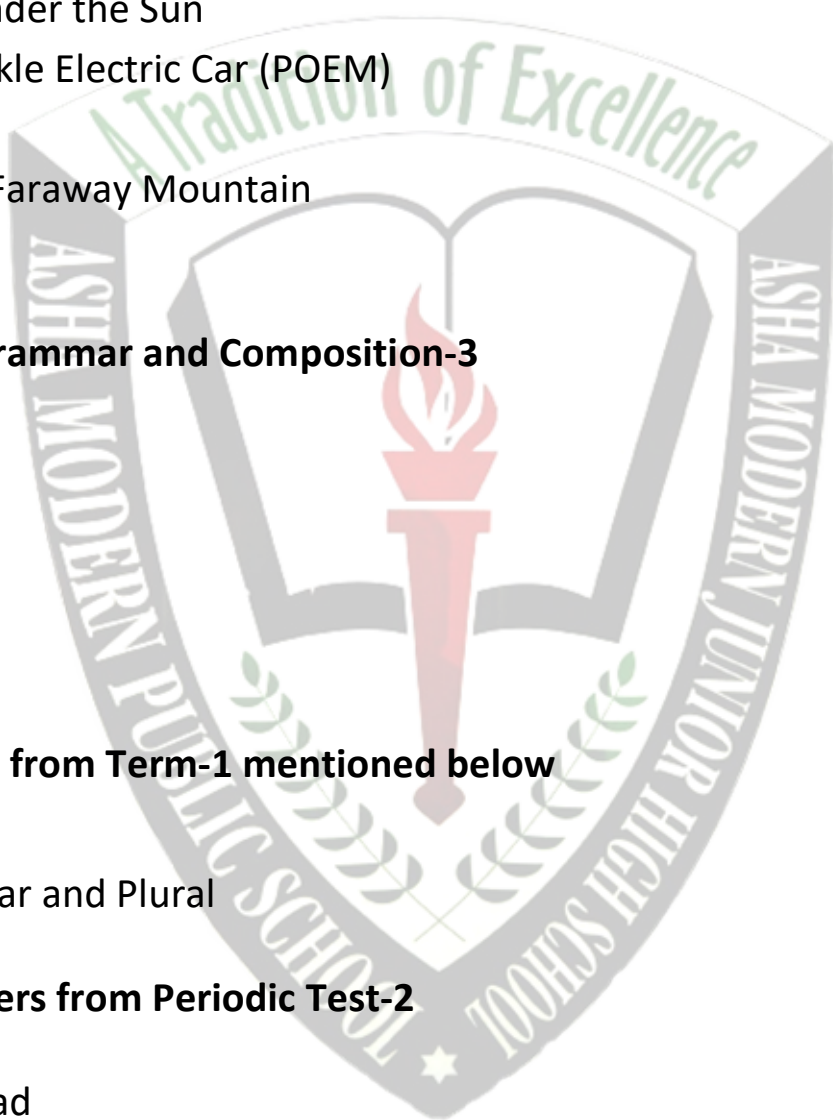 nder the Sun
kle Electric Car (POEM)
A Tradition of Excellence
Faraway Mountain
ASHA MODERN PUBLIC SCHOOL
ASHA MODERN JUNIOR HIGH SCHOOL
rammar and Composition-3
from Term-1 mentioned below
ar and Plural
ers from Periodic Test-2
ad